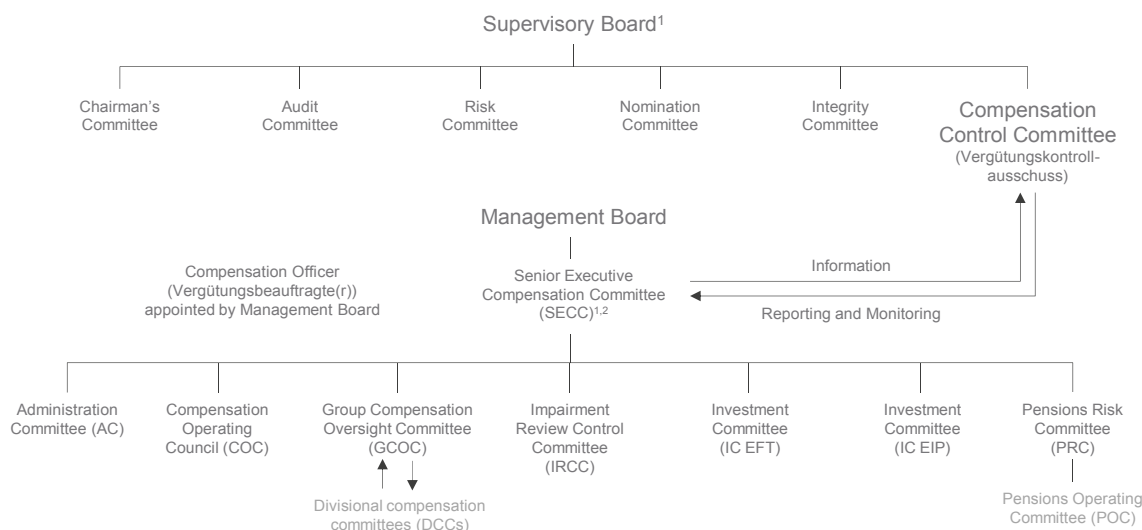 Supervisory Board¹
Chairman's
Committee
Audit
Committee
Risk
Committee
Nomination
Committee
Integrity
Committee
Compensation
Control Committee
(Vergütungskontroll-
ausschuss)
Management Board
Compensation Officer
(Vergütungsbeauftragte(r))
appointed by Management Board
Senior Executive
Compensation Committee
(SECC)¹,²
Information
Reporting and Monitoring
Administration
Committee (AC)
Compensation
Operating
Council (COC)
Group Compensation
Oversight Committee
(GCOC)
Impairment
Review Control
Committee
(IRCC)
Investment
Committee
(IC EFT)
Investment
Committee
(IC EIP)
Pensions Risk
Committee
(PRC)
Divisional compensation
committees (DCCs)
Pensions Operating
Committee (POC)